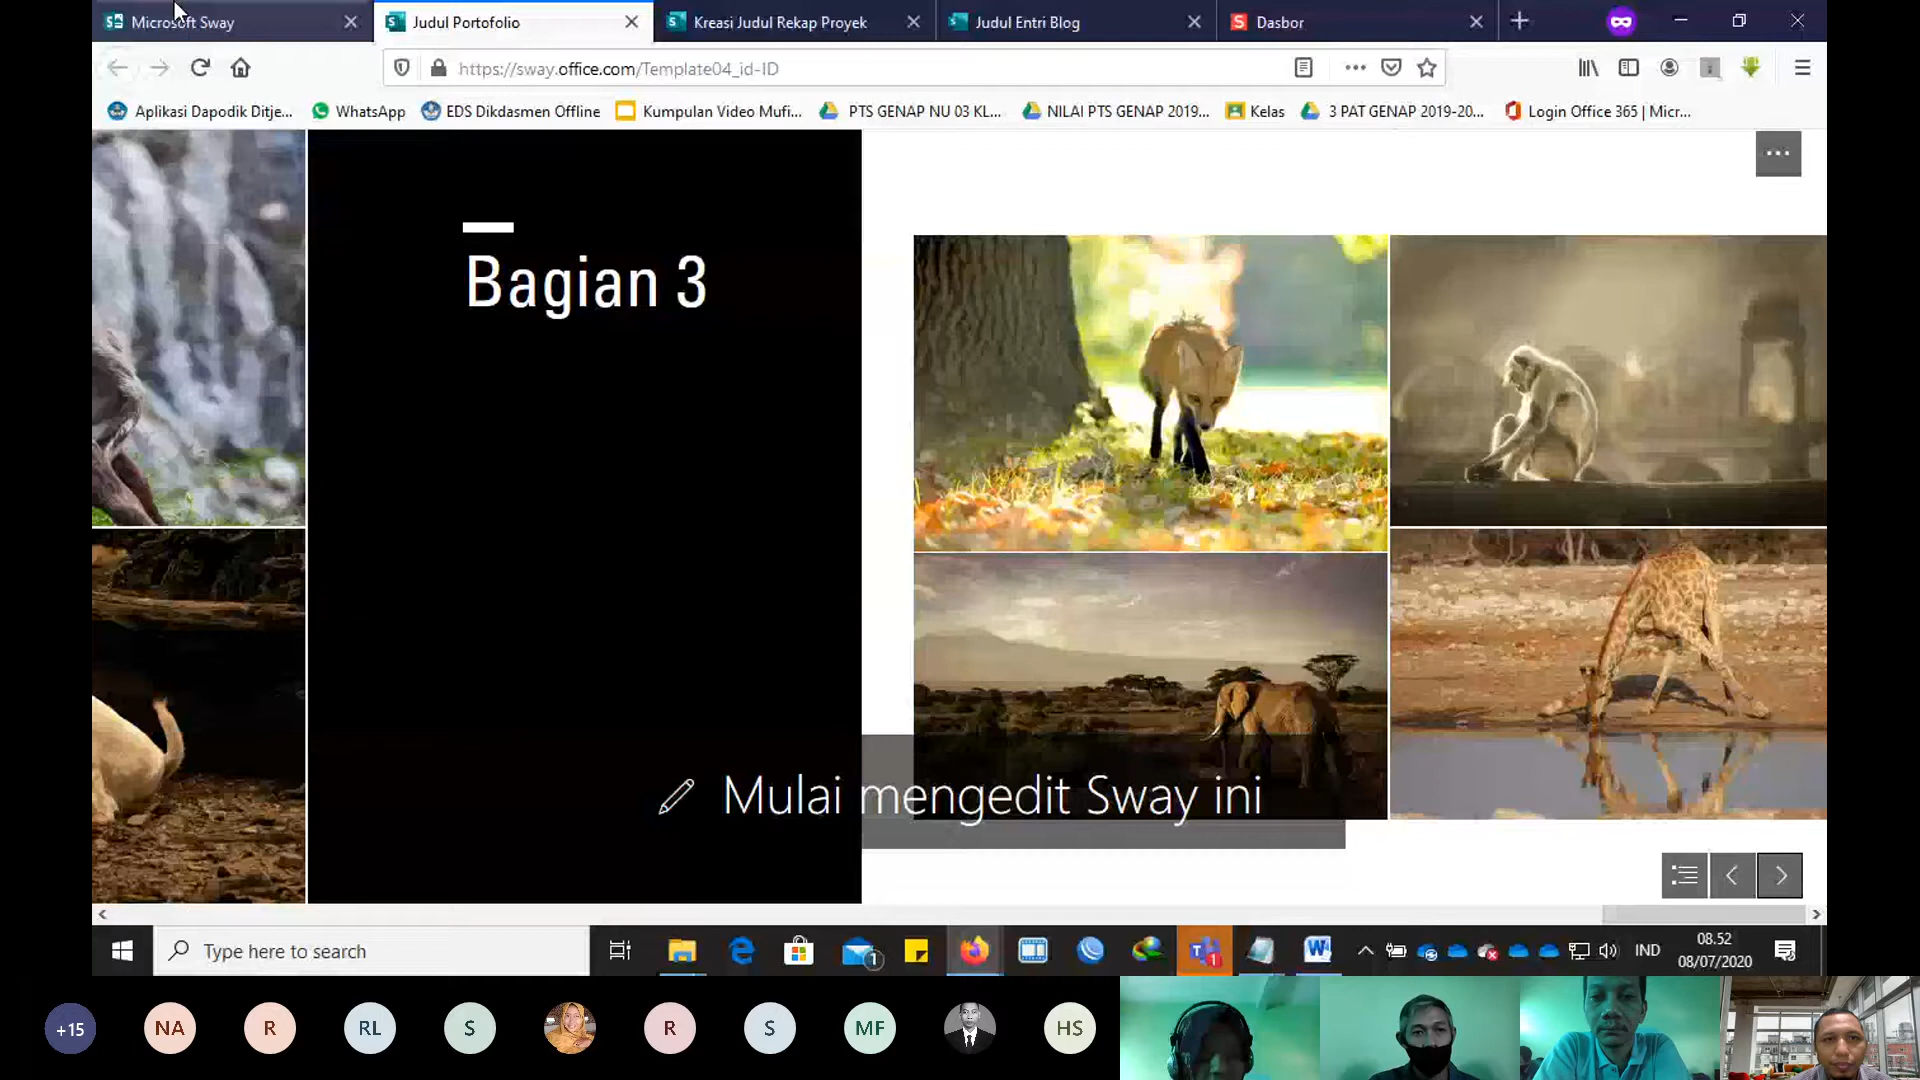 Microsoft Sway
Judul Portofolio
Kreasi Judul Rekap Proyek
Judul Entri Blog
S Dasbor
https://sway.office.com/Template04_id-ID
Aplikasi Dapodik Ditje...
WhatsApp
EDS Dikdasmen Offline
Kumpulan Video Mufi...
PTS GENAP NU 03 KL...
NILAI PTS GENAP 2019...
Kelas
3 PAT GENAP 2019-20...
Login Office 365 | Micr...
Bagian 3
Mulai mengedit Sway ini
Type here to search
1
1
W
IND
08.52
08/07/2020
+15
NA
R
RL
S
R
S
MF
HS